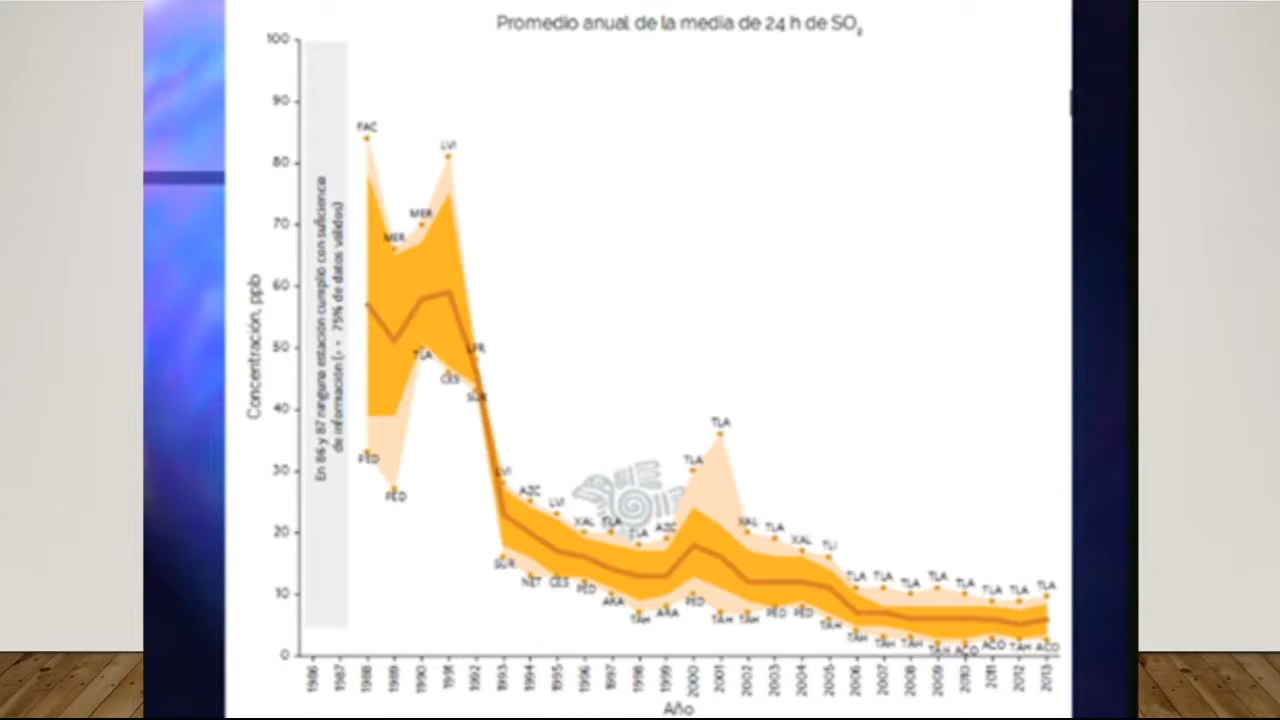 Promedio anual de la media de 24 h de SO₂
100
90
80
70
60
50
40
30
20
10
0
Concentración, ppb
En 86 y 87 ninguna estación cumplió con suficiencia
de información (> = 75% de datos válidos)
FAC
MER
MER
LVI
LPR
LVI
AZC
LVI
XAL
TLA
TLA
AZC
TLA
TLA
XAL
TLA
XAL
TLI
TLA
TLA
TLA
TLA
TLA
TLA
TLA
TLA
PED
PED
TLA
CES
SUR
SUR
NET
CES
PED
ARA
TAH
ARA
PED
TAH
TAH
PED
PED
TAH
TAH
TAH
TAH
TAH
ACO
ACO
TAH
ACO
1986
1987
1988
1989
1990
1991
1992
1993
1994
1995
1996
1997
1998
1999
2000
2001
2002
2003
2004
2005
2006
2007
2008
2009
2010
2011
2012
2013
Año